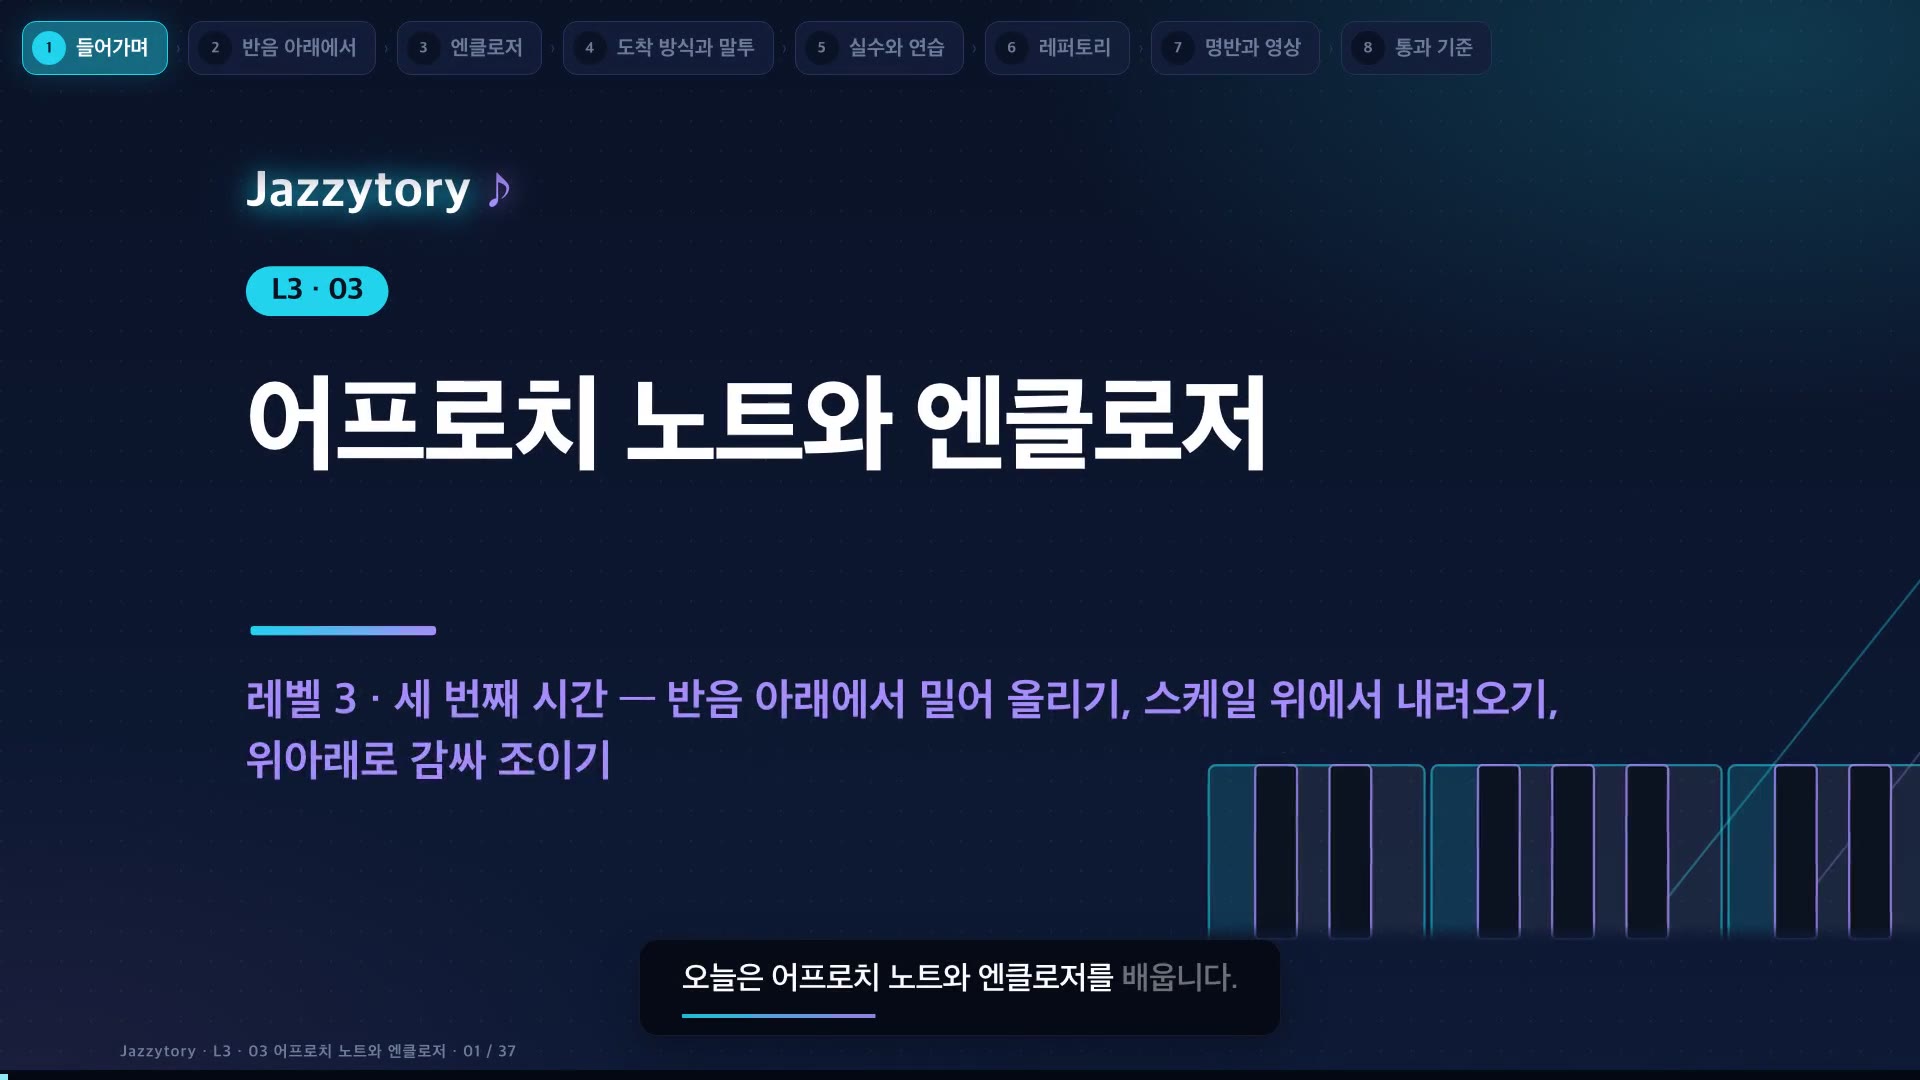 1 들어가며 › 2 반음 아래에서 › 3 엔클로저 › 4 도착 방식과 말투 › 5 실수와 연습 › 6 레퍼토리 › 7 명반과 영상 › 8 통과 기준
Jazzytory ♪
L3 · 03
어프로치 노트와 엔클로저
레벨 3 · 세 번째 시간 — 반음 아래에서 밀어 올리기, 스케일 위에서 내려오기,
위아래로 감싸 조이기
오늘은 어프로치 노트와 엔클로저를 배웁니다.
Jazzytory · L3 · 03 어프로치 노트와 엔클로저 · 01 / 37